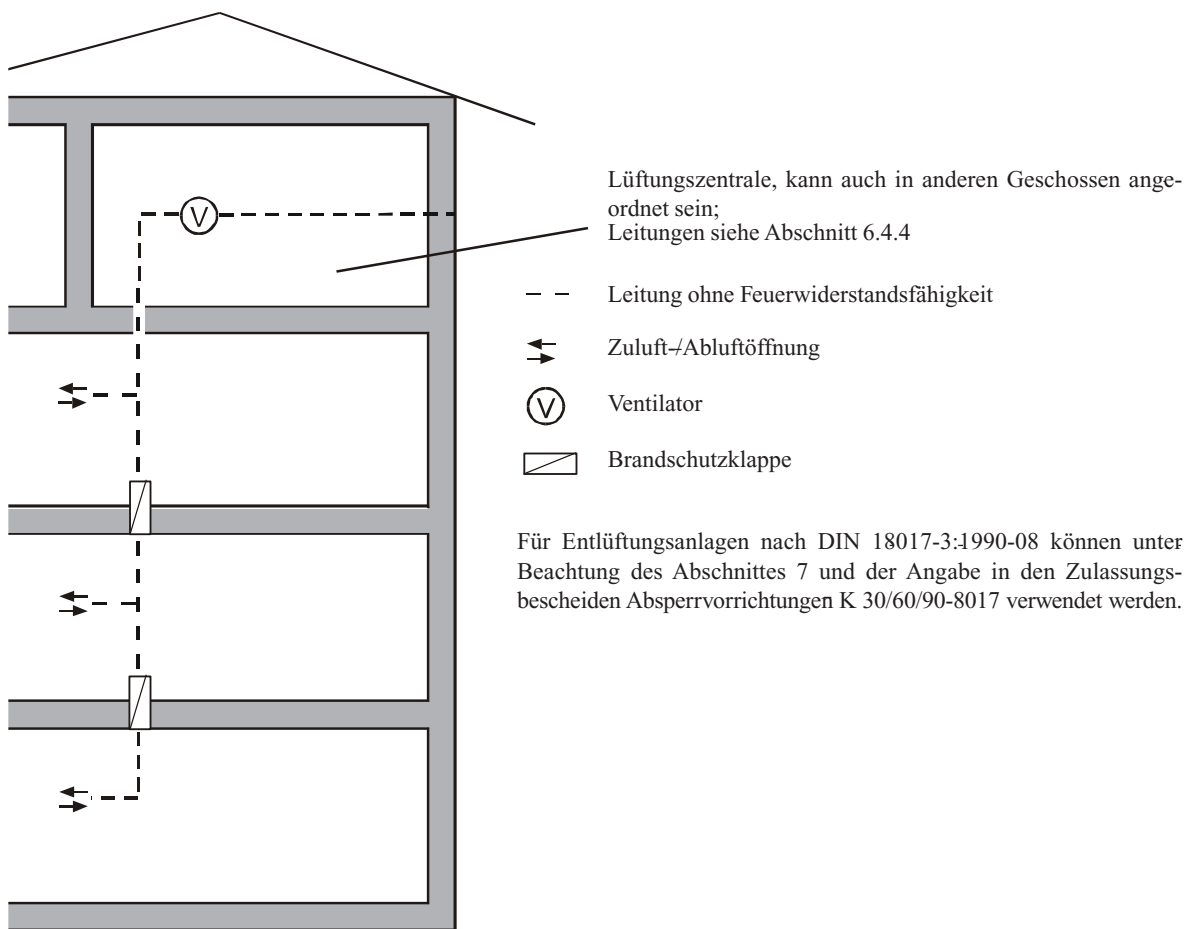 Lüftungszentrale, kann auch in anderen Geschossen ange-
ordnet sein;
Leitungen siehe Abschnitt 6.4.4
V
Leitung ohne Feuerwiderstandsfähigkeit
Zuluft-/Abluftöffnung
V Ventilator
Brandschutzklappe
Für Entlüftungsanlagen nach DIN 18017-3:1990-08 können unter
Beachtung des Abschnittes 7 und der Angabe in den Zulassungs-
bescheiden Absperrvorrichtungen K 30/60/90-8017 verwendet werden.